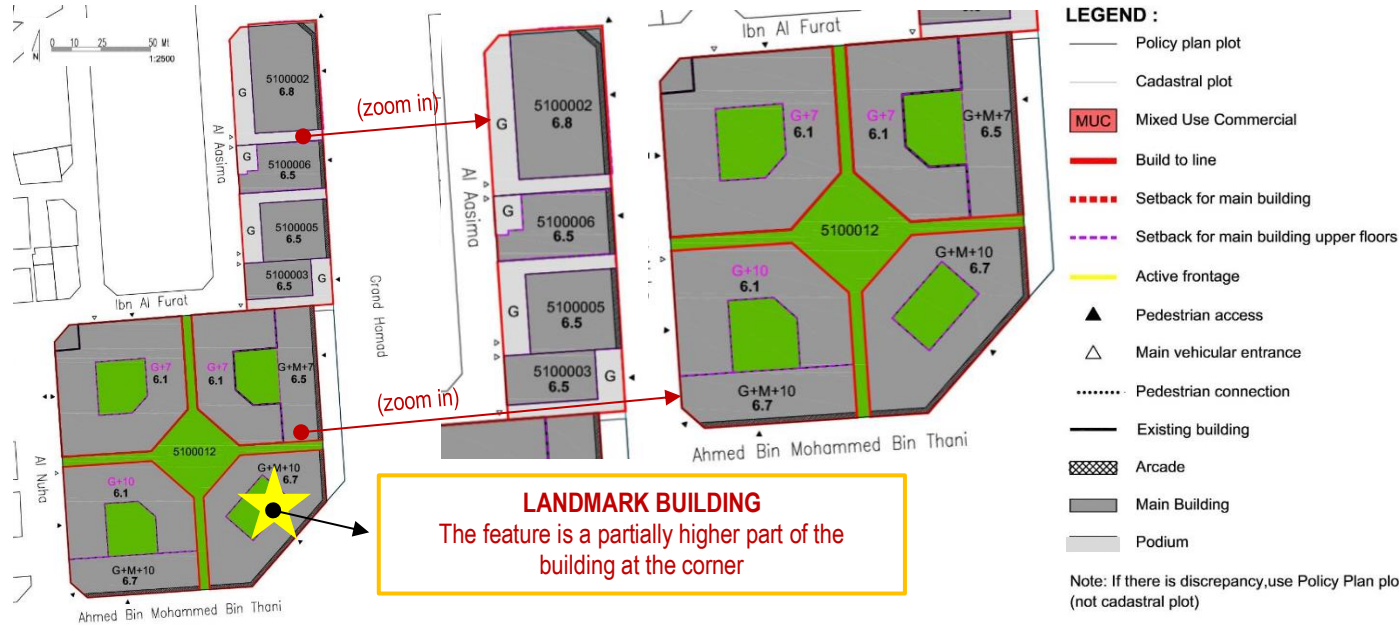 0 10 25 50 Mt
1:2500
N
5100002
6.8
G
Al Aasima
G
5100006
6.5
G
5100005
6.5
5100003
6.5
G
Grand Hamad
Ibn Al Furat
G+7
6.1
G+7
6.1
G+M+7
6.5
5100012
Al Nuha
G+10
6.1
G+M+10
6.7
G+M+10
6.7
Ahmed Bin Mohammed Bin Thani
(zoom in)
(zoom in)
5100002
6.8
G
Al Aasima
G
5100006
6.5
G
5100005
6.5
5100003
6.5
G
Ibn Al Furat
G+7
6.1
G+7
6.1
G+M+7
6.5
5100012
G+10
6.1
G+M+10
6.7
G+M+10
6.7
Ahmed Bin Mohammed Bin Thani
LANDMARK BUILDING
The feature is a partially higher part of the
building at the corner
LEGEND :
Policy plan plot
Cadastral plot
MUC Mixed Use Commercial
Build to line
Setback for main building
Setback for main building upper floors
Active frontage
Pedestrian access
Main vehicular entrance
Pedestrian connection
Existing building
Arcade
Main Building
Podium
Note: If there is discrepancy,use Policy Plan plo
(not cadastral plot)